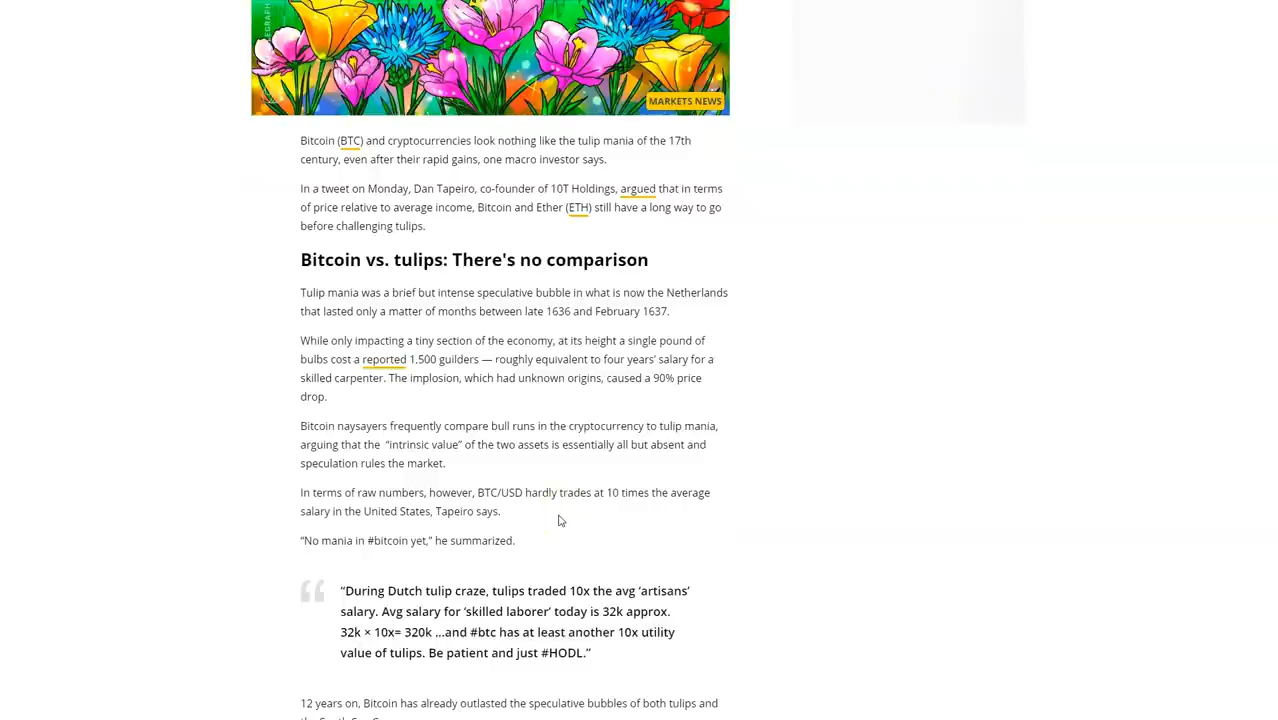 MARKETS NEWS
Bitcoin (BTC) and cryptocurrencies look nothing like the tulip mania of the 17th
century, even after their rapid gains, one macro investor says.
In a tweet on Monday, Dan Tapeiro, co-founder of 10T Holdings, argued that in terms
of price relative to average income, Bitcoin and Ether (ETH) still have a long way to go
before challenging tulips.
Bitcoin vs. tulips: There's no comparison
Tulip mania was a brief but intense speculative bubble in what is now the Netherlands
that lasted only a matter of months between late 1636 and February 1637.
While only impacting a tiny section of the economy, at its height a single pound of
bulbs cost a reported 1,500 guilders — roughly equivalent to four years’ salary for a
skilled carpenter. The implosion, which had unknown origins, caused a 90% price
drop.
Bitcoin naysayers frequently compare bull runs in the cryptocurrency to tulip mania,
arguing that the “intrinsic value” of the two assets is essentially all but absent and
speculation rules the market.
In terms of raw numbers, however, BTC/USD hardly trades at 10 times the average
salary in the United States, Tapeiro says.
“No mania in #bitcoin yet,” he summarized.
“During Dutch tulip craze, tulips traded 10x the avg ‘artisans’
salary. Avg salary for ‘skilled laborer’ today is 32k approx.
32k × 10x= 320k …and #btc has at least another 10x utility
value of tulips. Be patient and just #HODL.”
12 years on, Bitcoin has already outlasted the speculative bubbles of both tulips and